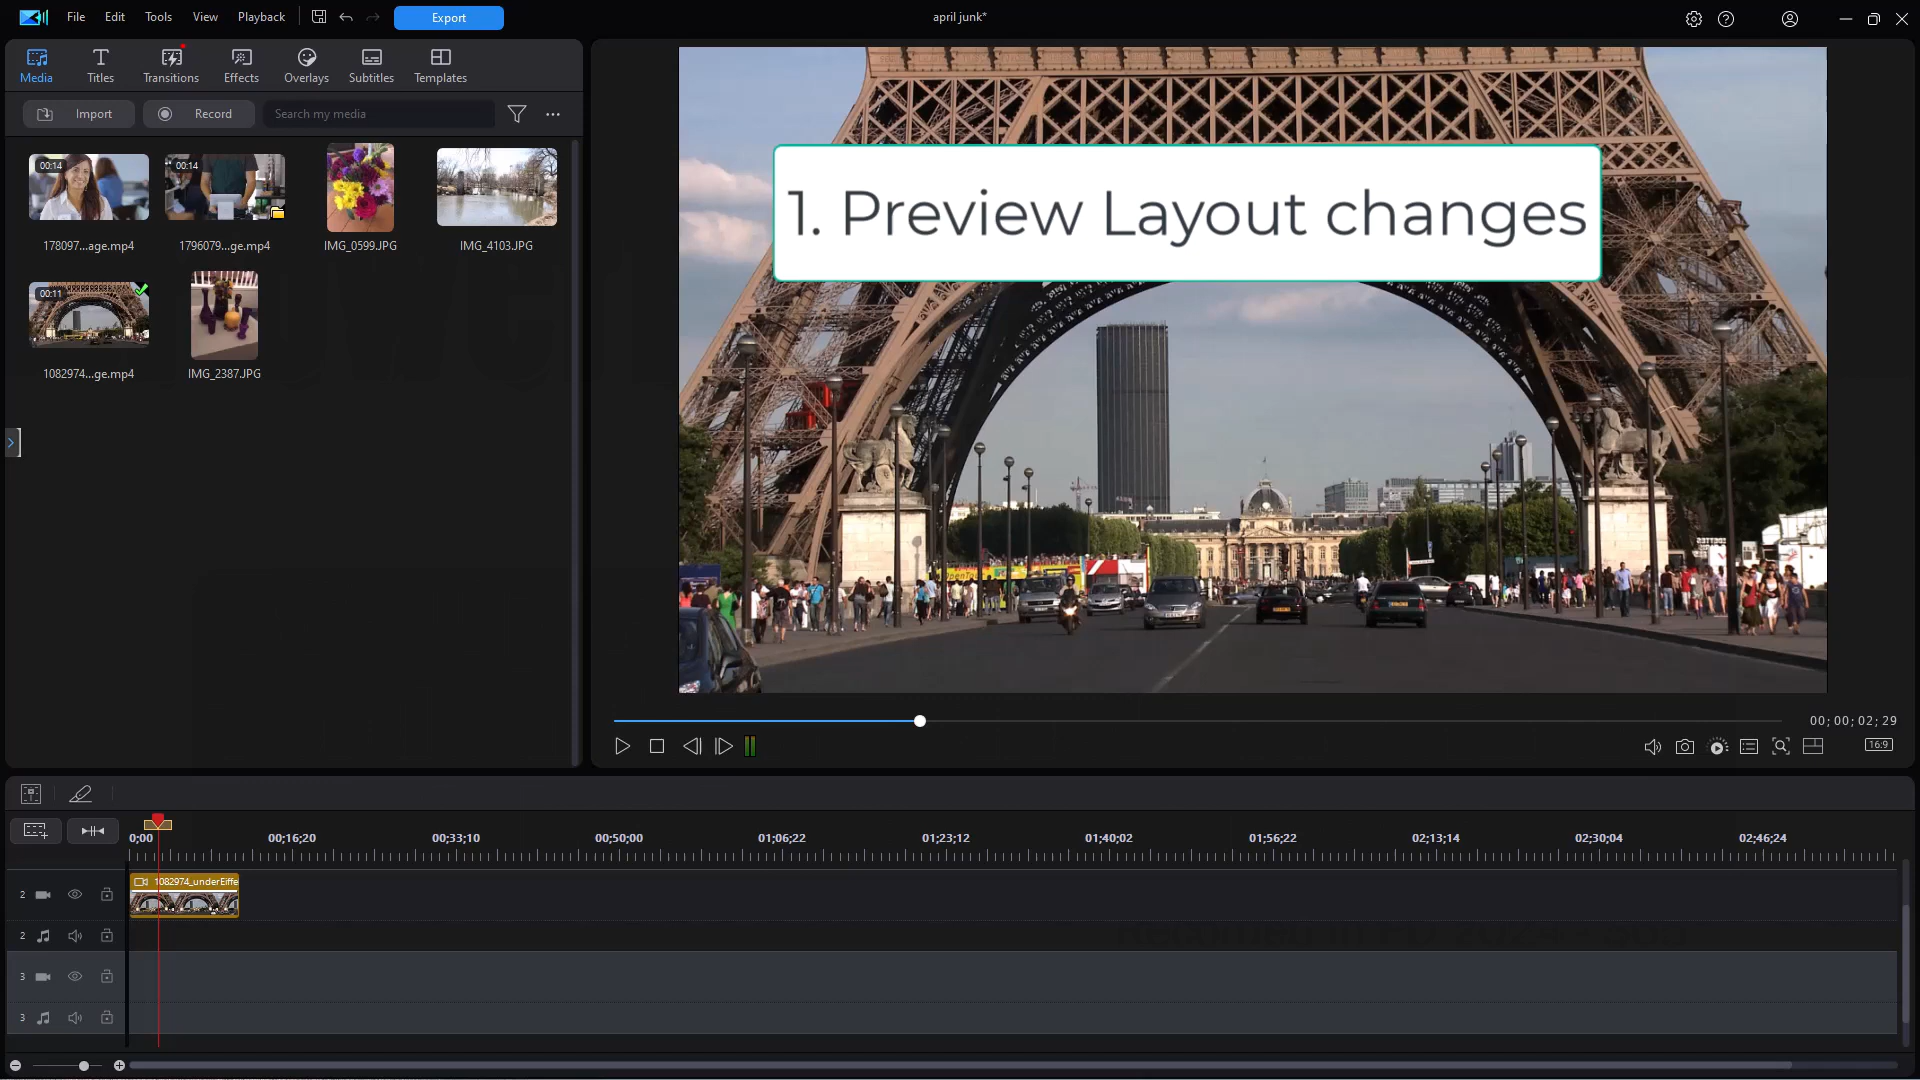 File Edit Tools View Playback Export april junk*
Media Titles Transitions Effects Overlays Subtitles Templates
Import Record Search my media
00:14 00:14
178097...age.mp4 1796079...ge.mp4 IMG_0599.JPG IMG_4103.JPG
00:11
1082974...ge.mp4 IMG_2387.JPG
1. Preview Layout changes
00; 00; 02; 29
16:9
0;00 00;16;20 00;33;10 00;50;00 01;06;22 01;23;12 01;40;02 01;56;22 02;13;14 02;30;04 02;46;24
2 1082974_underEiffe
2
3
3